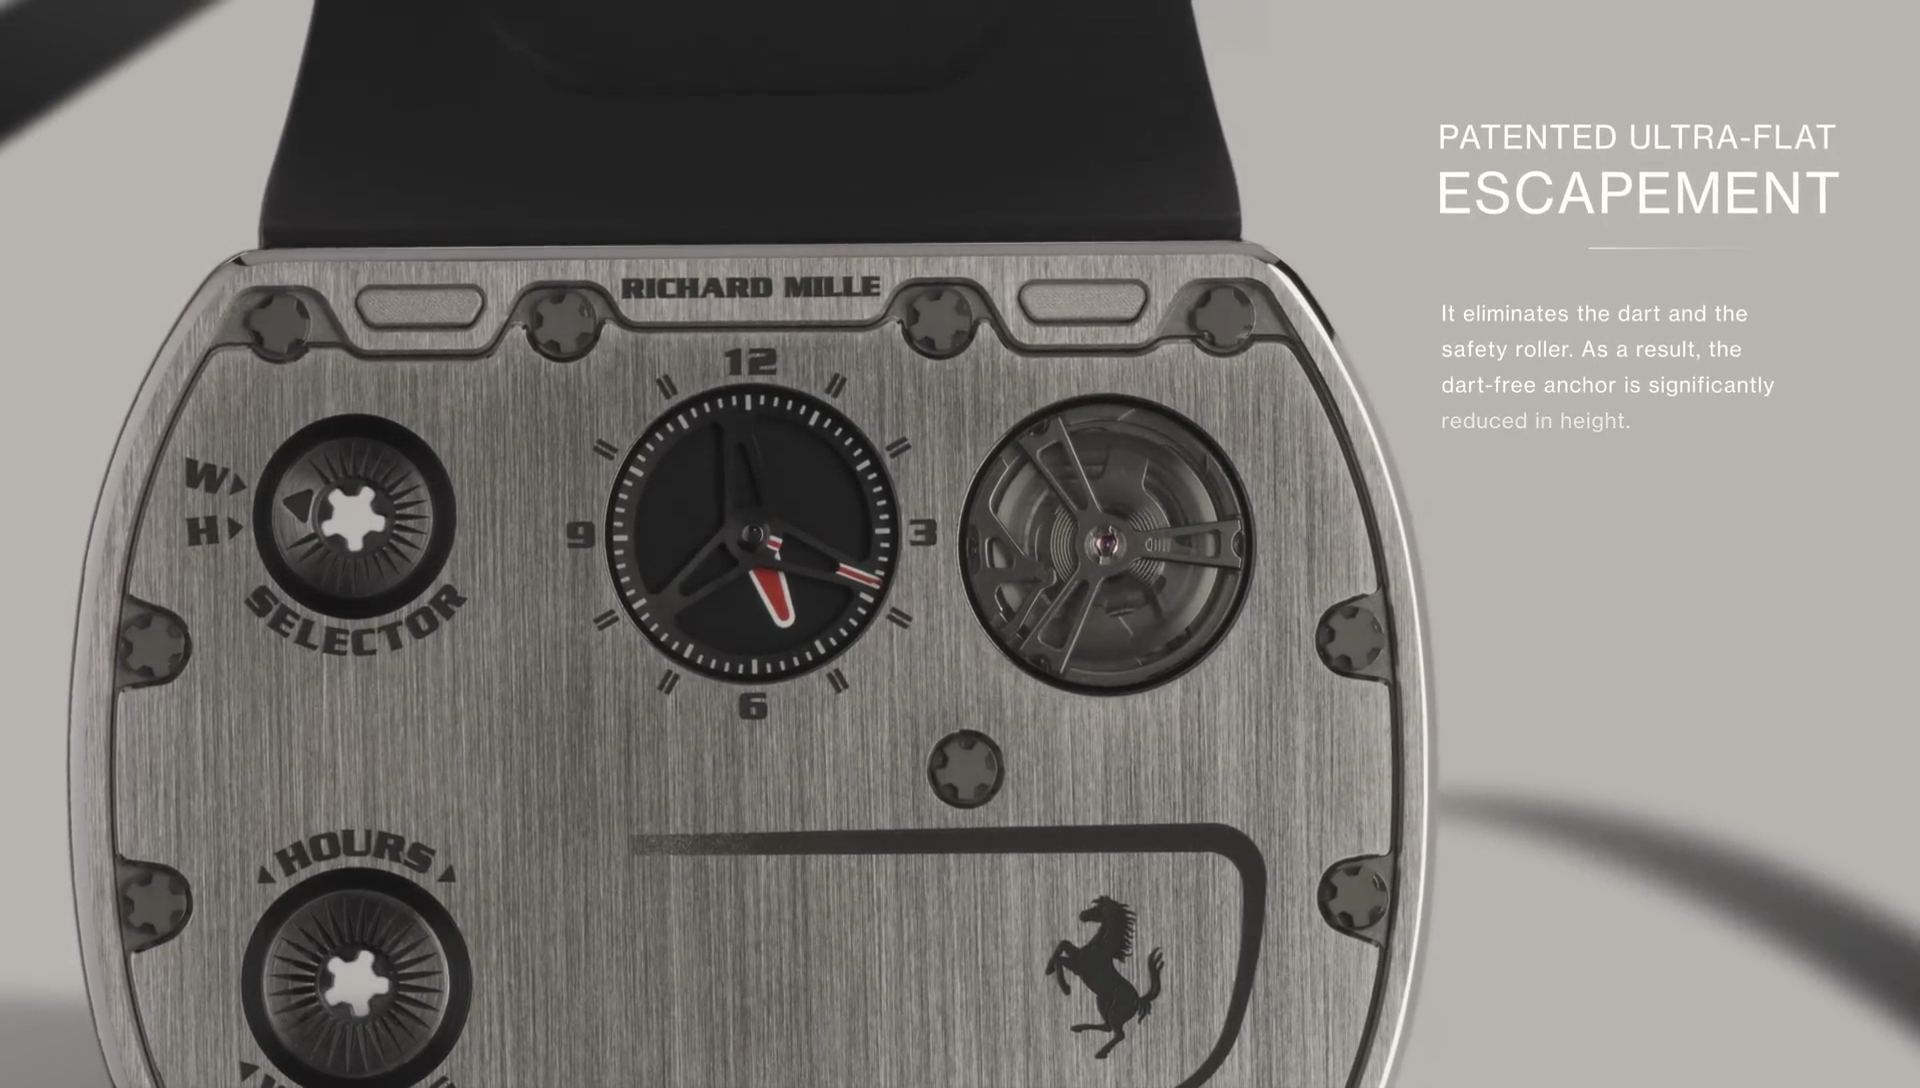 PATENTED ULTRA-FLAT
ESCAPEMENT
It eliminates the dart and the
safety roller. As a result, the
dart-free anchor is significantly
reduced in height.
RICHARD MILLE
12
W
H
9
3
SELECTOR
6
HOURS